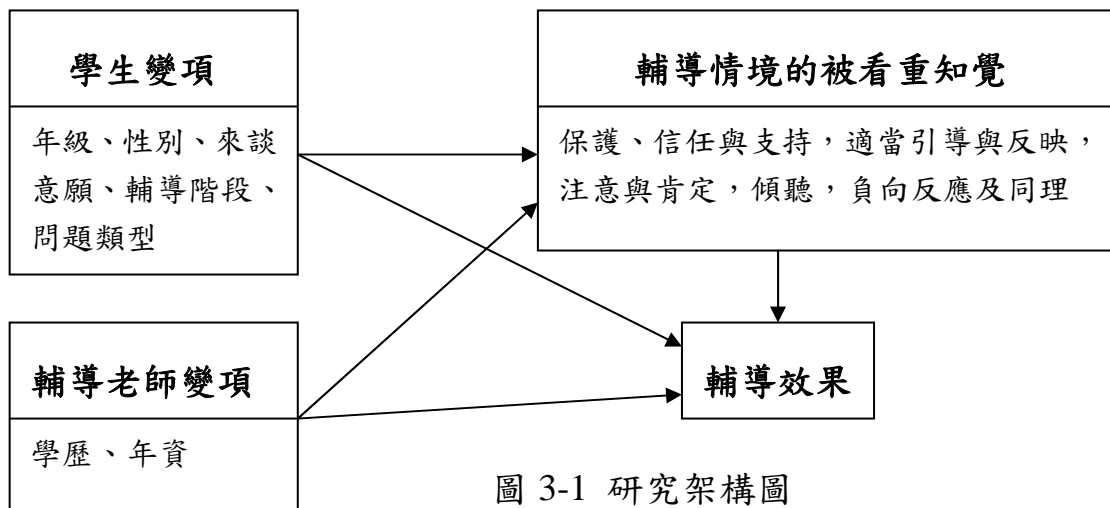 學生變項
年級、性別、來談
意願、輔導階段、
問題類型
輔導情境的被看重知覺
保護、信任與支持，適當引導與反映，
注意與肯定，傾聽，負向反應及同理
輔導老師變項
學歷、年資
輔導效果
圖 3-1 研究架構圖